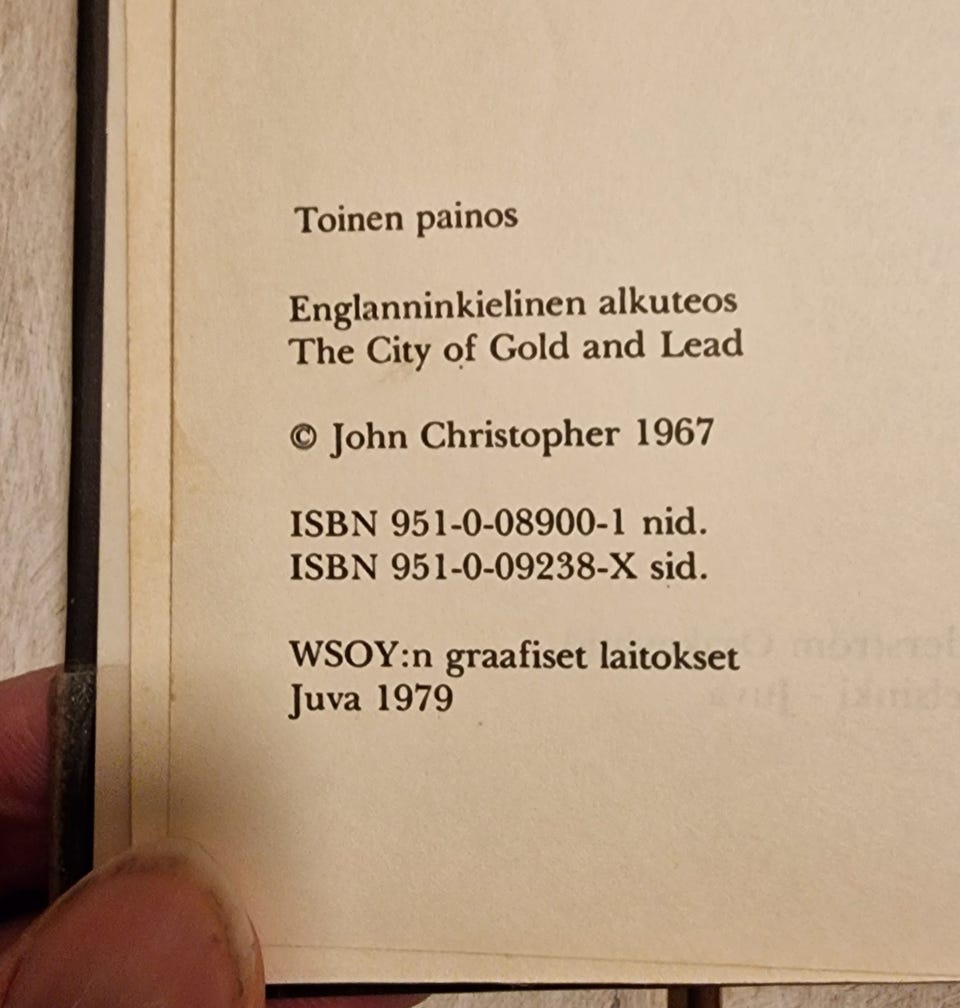 Toinen painos
Englanninkielinen alkuteos
The City of Gold and Lead
© John Christopher 1967
ISBN 951-0-08900-1 nid.
ISBN 951-0-09238-X sid.
WSOY:n graafiset laitokset
Juva 1979